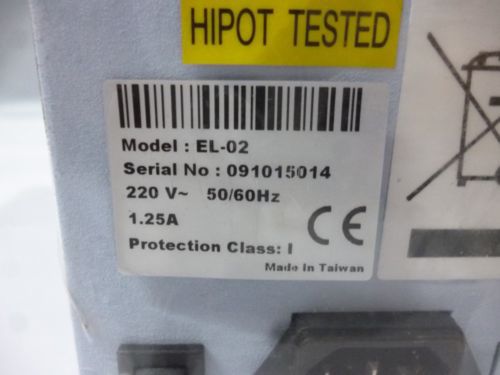 HIPOT TESTED
Model : EL-02
Serial No : 091015014
220 V~ 50/60Hz
1.25A
CE
Protection Class: I
Made In Taiwan